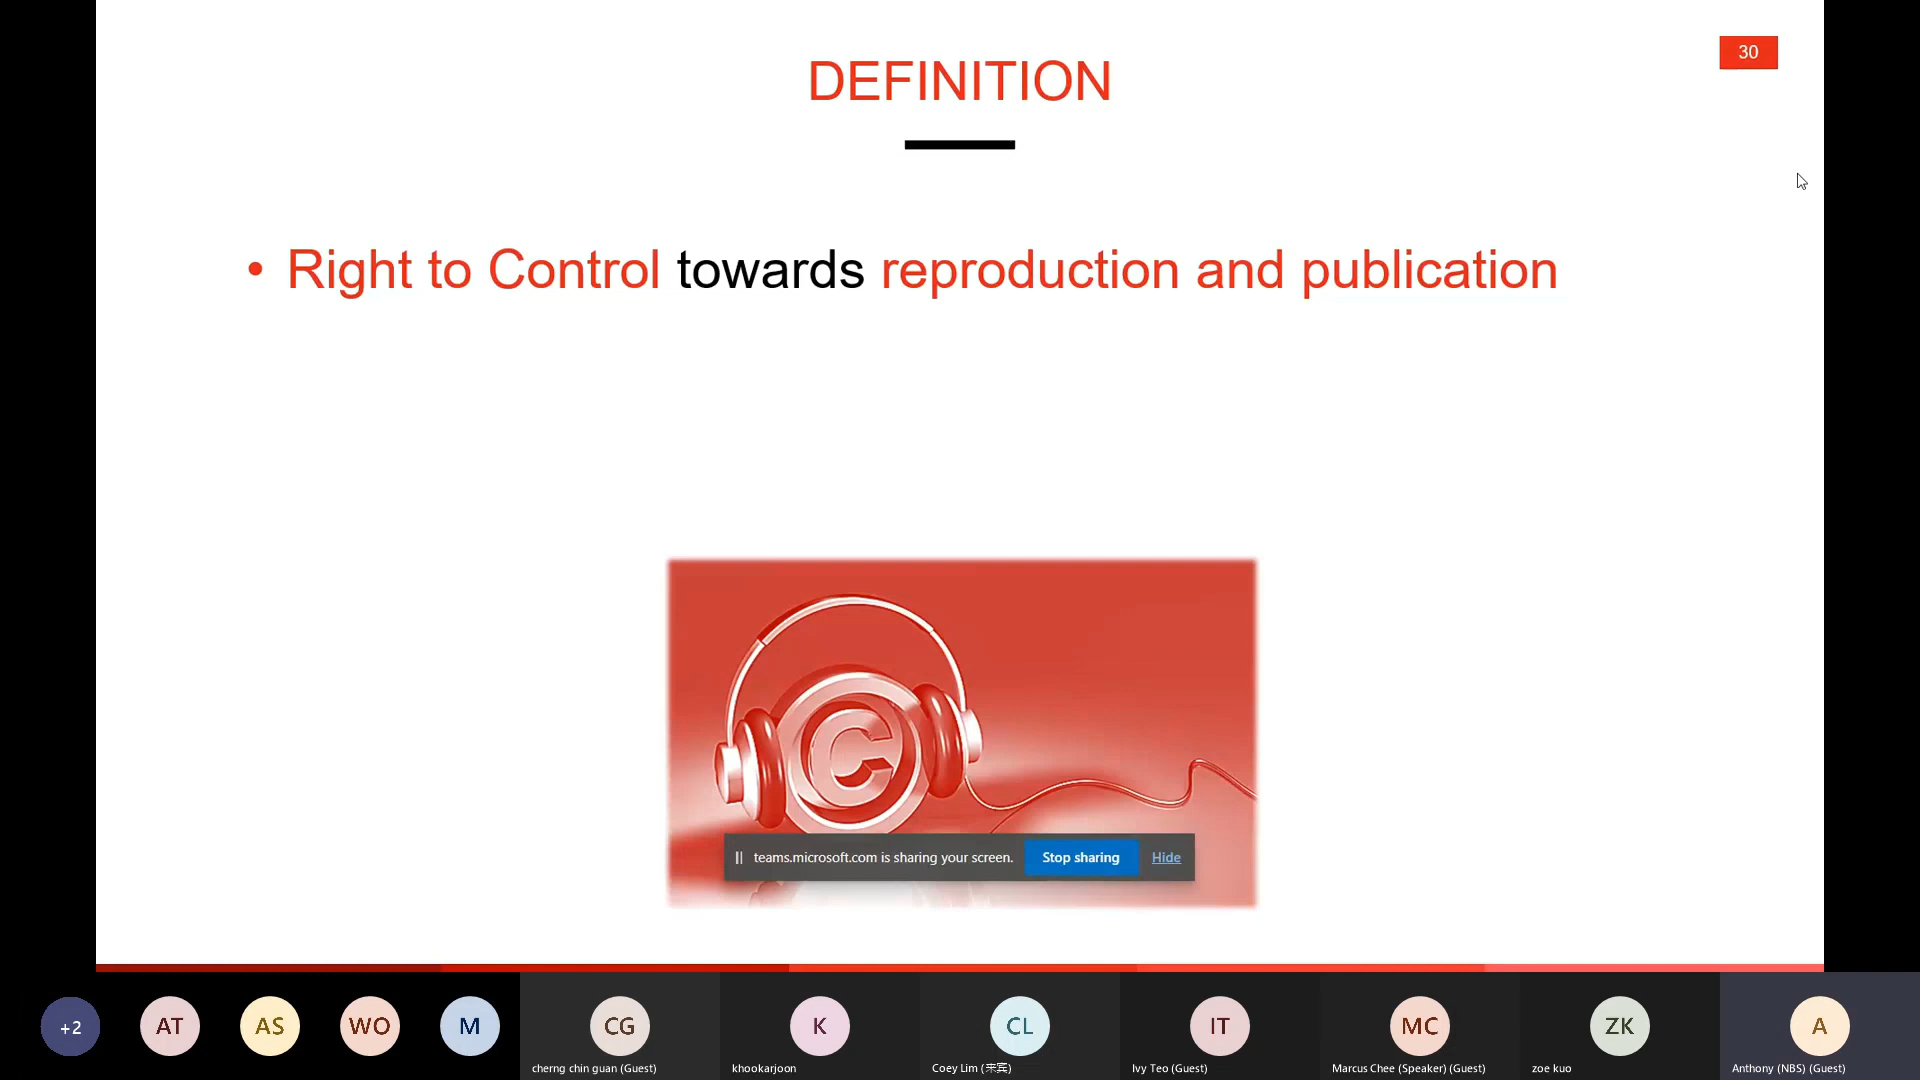 30
DEFINITION
• Right to Control towards reproduction and publication
C
teams.microsoft.com is sharing your screen. Stop sharing Hide
+2 AT AS WO M CG K CL IT MC ZK A
cherng chin guan (Guest) khookarjoon Coey Lim (来宾) Ivy Teo (Guest) Marcus Chee (Speaker) (Guest) zoe kuo Anthony (NBS) (Guest)